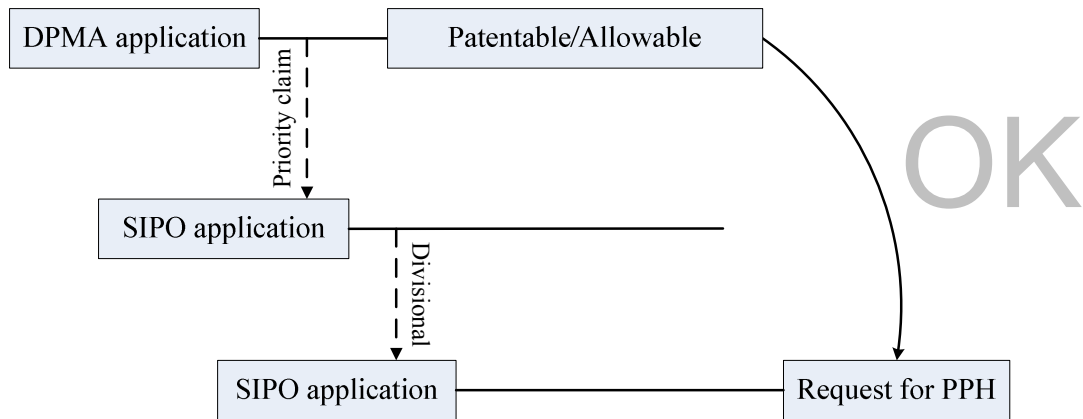 DPMA application
Patentable/Allowable
Priority claim
OK
SIPO application
Divisional
SIPO application
Request for PPH